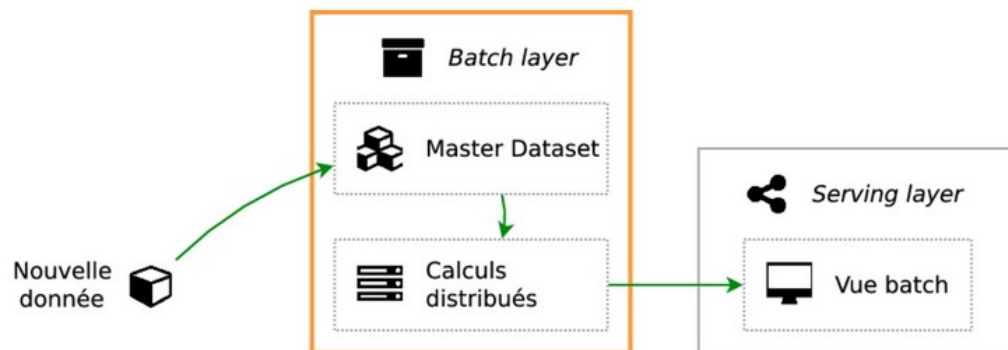 Batch layer
Master Dataset
Serving layer
Nouvelle
donnée
Calculs
distribués
Vue batch